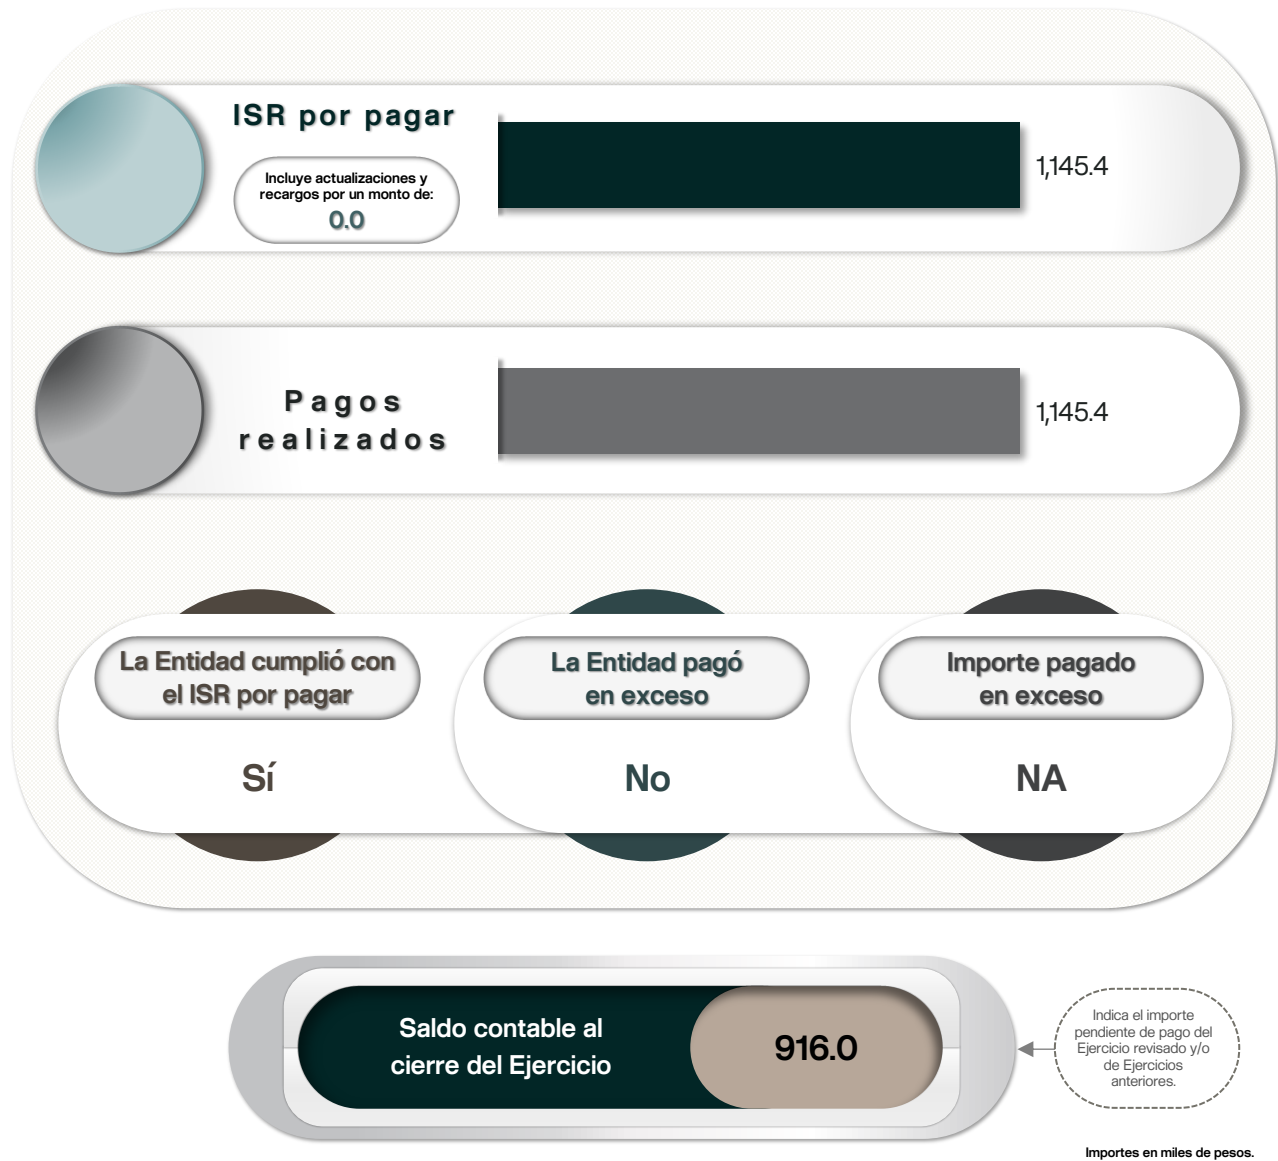 ISR por pagar
Incluye actualizaciones y
recargos por un monto de:
0.0
1,145.4
Pagos
realizados
1,145.4
La Entidad cumplió con
el ISR por pagar
Sí
La Entidad pagó
en exceso
No
Importe pagado
en exceso
NA
Saldo contable al
cierre del Ejercicio
916.0
Indica el importe
pendiente de pago del
Ejercicio revisado y/o
de Ejercicios
anteriores.
Importes en miles de pesos.